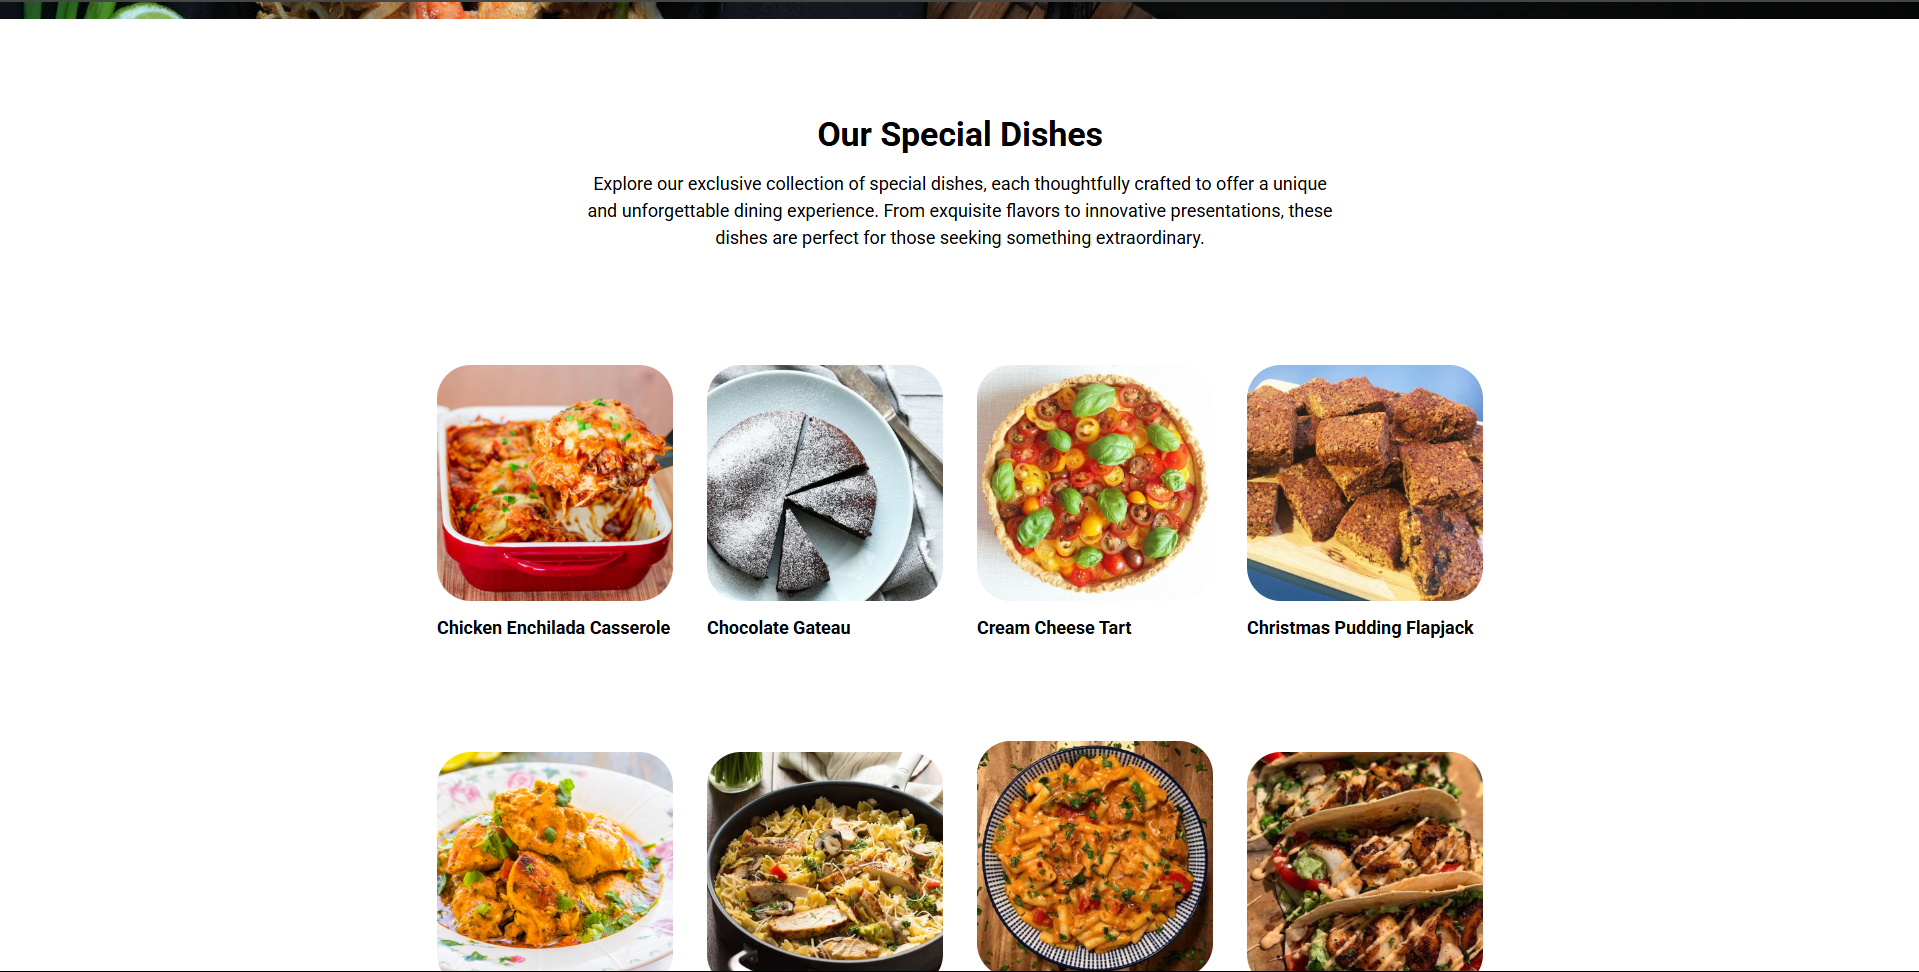 Our Special Dishes
Explore our exclusive collection of special dishes, each thoughtfully crafted to offer a unique
and unforgettable dining experience. From exquisite flavors to innovative presentations, these
dishes are perfect for those seeking something extraordinary.
Chicken Enchilada Casserole
Chocolate Gateau
Cream Cheese Tart
Christmas Pudding Flapjack